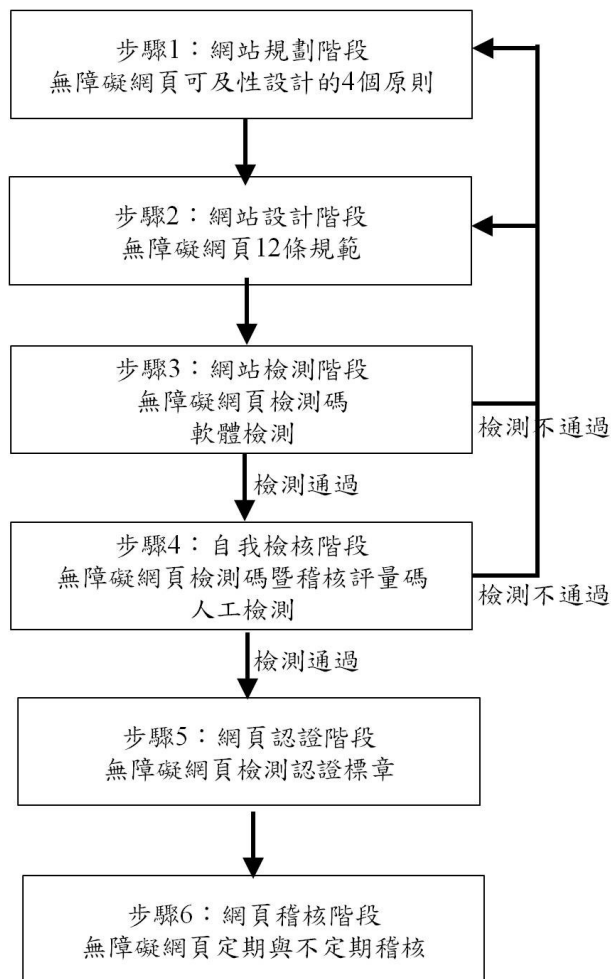 步驟1：網站規劃階段
無障礙網頁可及性設計的4個原則
步驟2：網站設計階段
無障礙網頁12條規範
步驟3：網站檢測階段
無障礙網頁檢測碼
軟體檢測
檢測不通過
檢測通過
步驟4：自我檢核階段
無障礙網頁檢測碼暨稽核評量碼
人工檢測
檢測不通過
檢測通過
步驟5：網頁認證階段
無障礙網頁檢測認證標章
步驟6：網頁稽核階段
無障礙網頁定期與不定期稽核